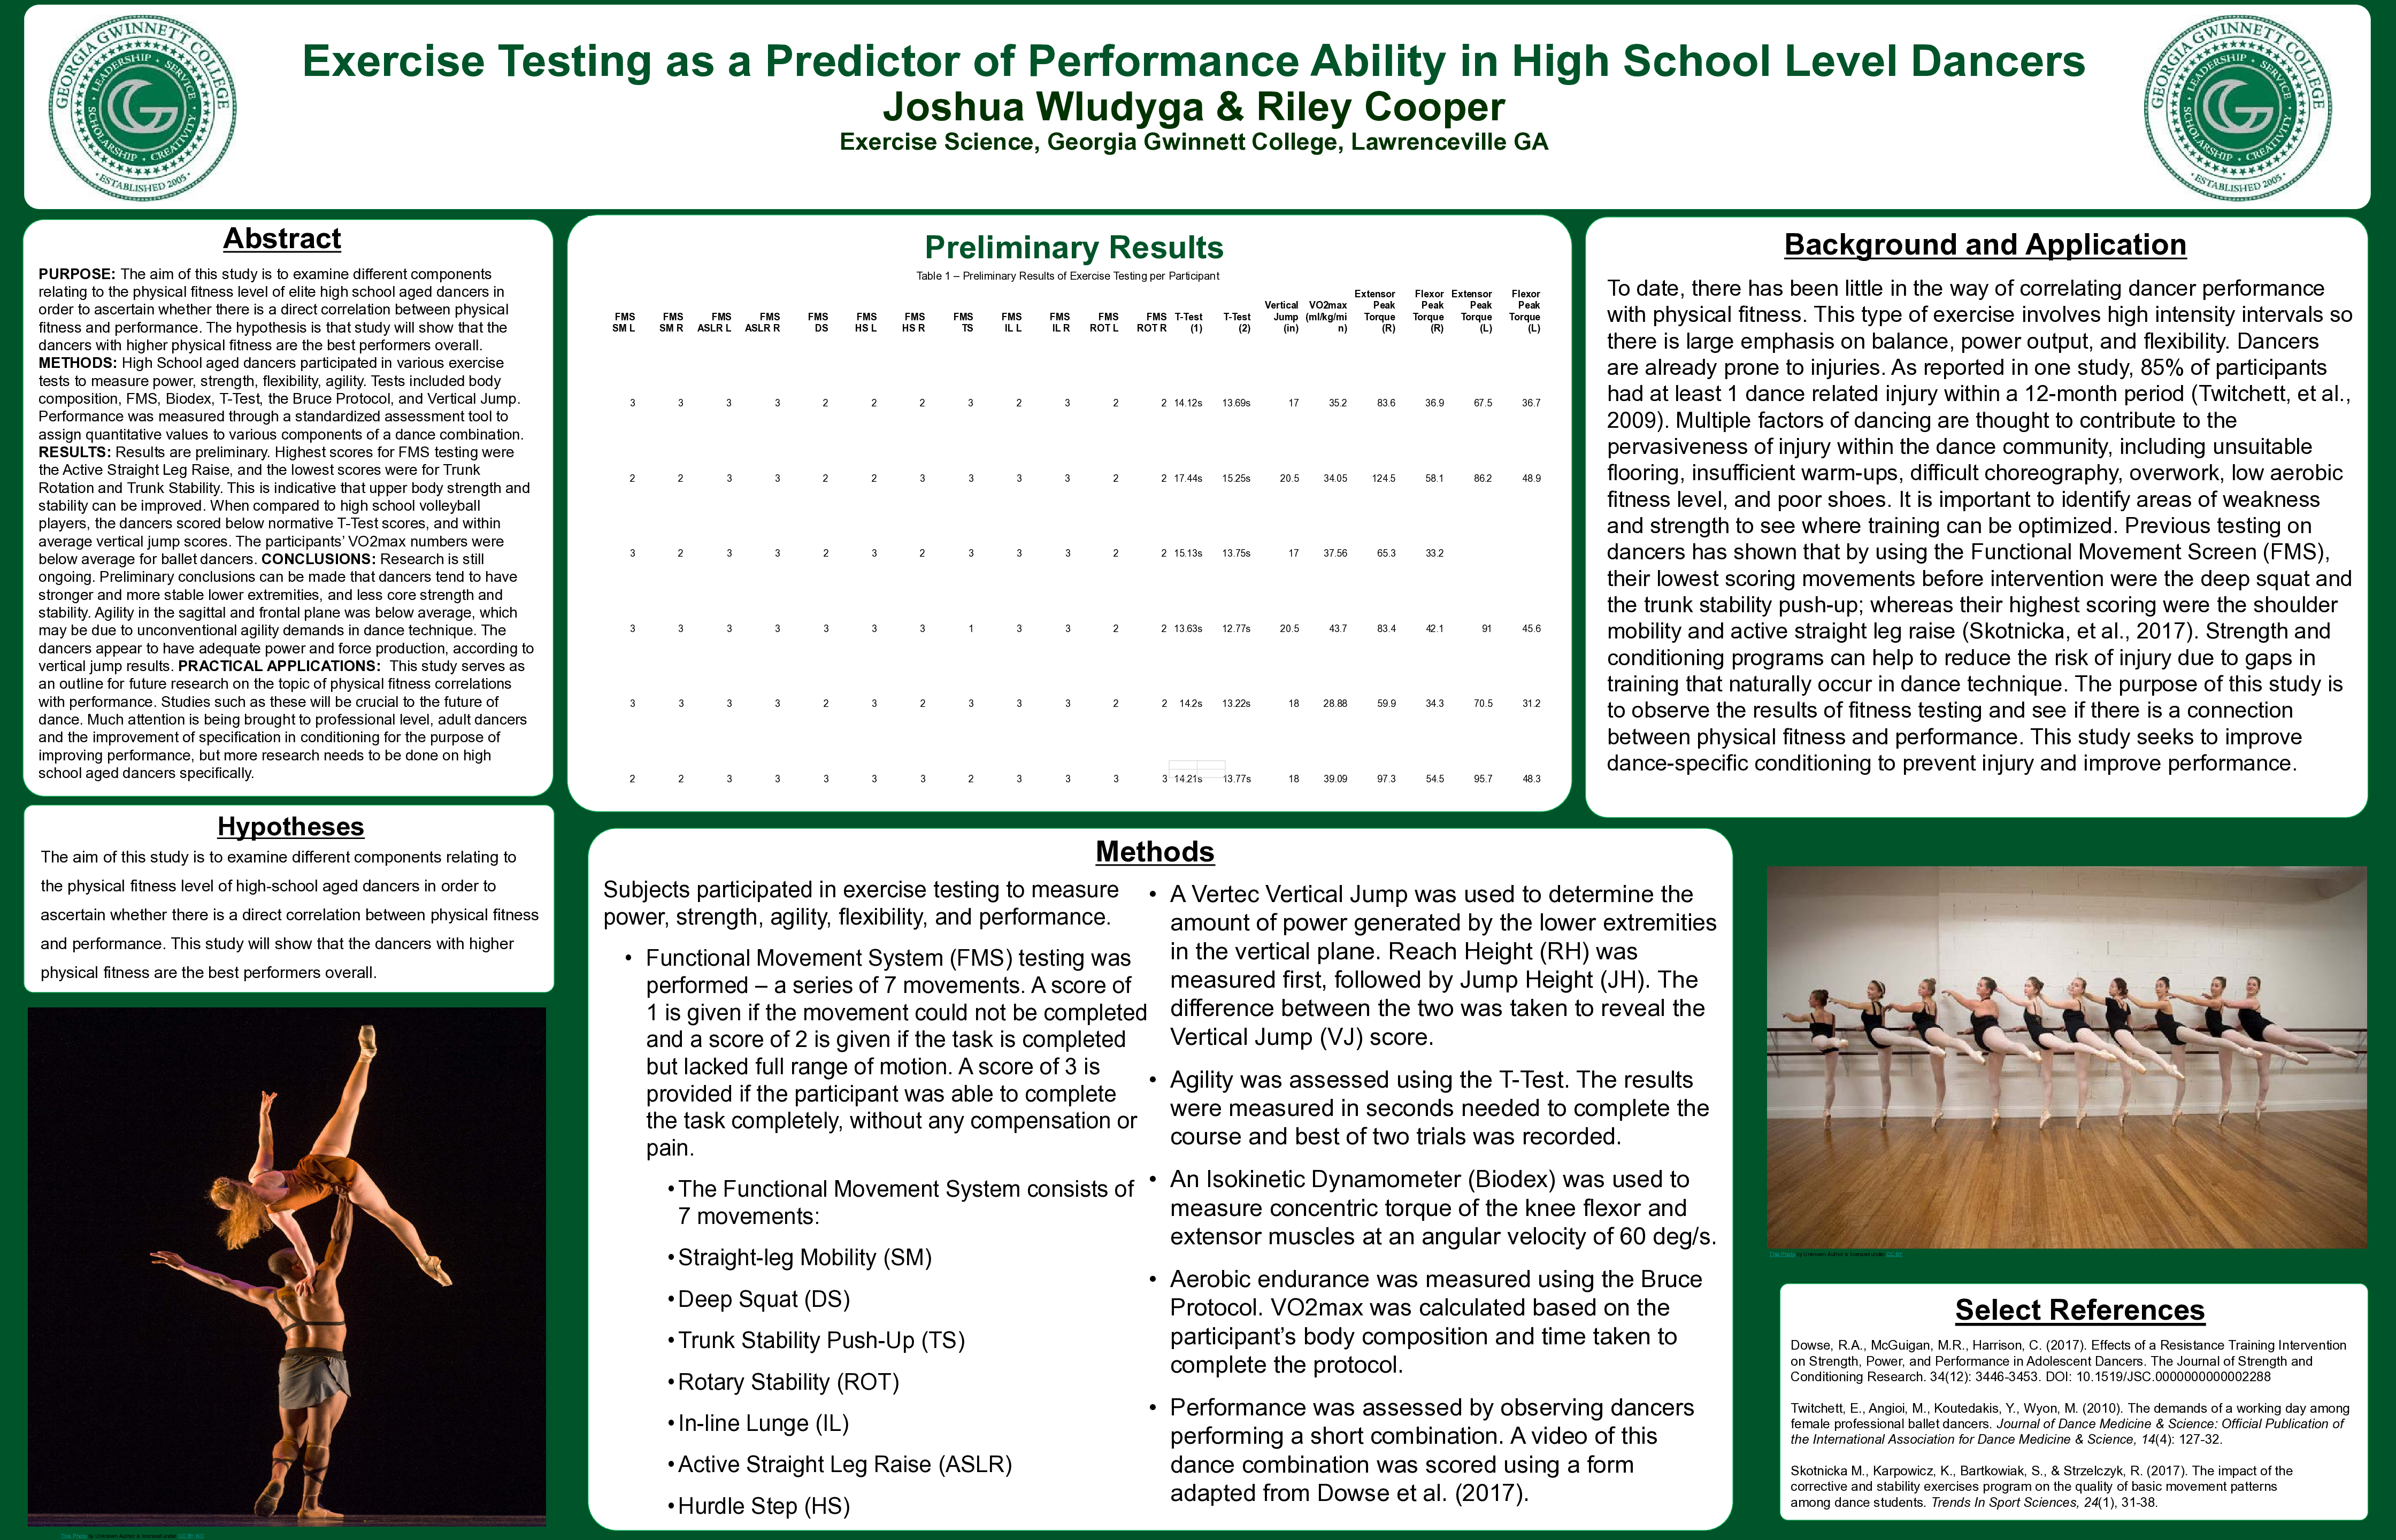 GEORGIA GWINNETT COLLEGE
LEADERSHIP • SERVICE • CREATIVITY • SCHOLARSHIP
• ESTABLISHED 2005 •
Exercise Testing as a Predictor of Performance Ability in High School Level Dancers
Joshua Wludyga & Riley Cooper
Exercise Science, Georgia Gwinnett College, Lawrenceville GA
GEORGIA GWINNETT COLLEGE
LEADERSHIP • SERVICE • CREATIVITY • SCHOLARSHIP
• ESTABLISHED 2005 •
Abstract
PURPOSE: The aim of this study is to examine different components
relating to the physical fitness level of elite high school aged dancers in
order to ascertain whether there is a direct correlation between physical
fitness and performance. The hypothesis is that study will show that the
dancers with higher physical fitness are the best performers overall.
METHODS: High School aged dancers participated in various exercise
tests to measure power, strength, flexibility, agility. Tests included body
composition, FMS, Biodex, T-Test, the Bruce Protocol, and Vertical Jump.
Performance was measured through a standardized assessment tool to
assign quantitative values to various components of a dance combination.
RESULTS: Results are preliminary. Highest scores for FMS testing were
the Active Straight Leg Raise, and the lowest scores were for Trunk
Rotation and Trunk Stability. This is indicative that upper body strength and
stability can be improved. When compared to high school volleyball
players, the dancers scored below normative T-Test scores, and within
average vertical jump scores. The participants' VO2max numbers were
below average for ballet dancers. CONCLUSIONS: Research is still
ongoing. Preliminary conclusions can be made that dancers tend to have
stronger and more stable lower extremities, and less core strength and
stability. Agility in the sagittal and frontal plane was below average, which
may be due to unconventional agility demands in dance technique. The
dancers appear to have adequate power and force production, according to
vertical jump results. PRACTICAL APPLICATIONS: This study serves as
an outline for future research on the topic of physical fitness correlations
with performance. Studies such as these will be crucial to the future of
dance. Much attention is being brought to professional level, adult dancers
and the improvement of specification in conditioning for the purpose of
improving performance, but more research needs to be done on high
school aged dancers specifically.
Hypotheses
The aim of this study is to examine different components relating to
the physical fitness level of high-school aged dancers in order to
ascertain whether there is a direct correlation between physical fitness
and performance. This study will show that the dancers with higher
physical fitness are the best performers overall.
This Photo by Unknown Author is licensed under CC BY-NC
Preliminary Results
Table 1 – Preliminary Results of Exercise Testing per Participant
FMS SM L FMS SM R FMS ASLR L FMS ASLR R FMS DS FMS HS L FMS HS R FMS TS FMS IL L FMS IL R FMS ROT L FMS ROT R T-Test (1) T-Test (2) Vertical Jump (in) VO2max (ml/kg/min) Extensor Peak Torque (R) Flexor Peak Torque (R) Extensor Peak Torque (L) Flexor Peak Torque (L)
3 3 3 3 2 2 2 3 2 3 2 2 14.12s 13.69s 17 35.2 83.6 36.9 67.5 36.7
2 2 3 3 2 2 3 3 3 3 2 2 17.44s 15.25s 20.5 34.05 124.5 58.1 86.2 48.9
3 2 3 3 2 3 2 3 3 3 2 2 15.13s 13.75s 17 37.56 65.3 33.2
3 3 3 3 3 3 3 1 3 3 2 2 13.63s 12.77s 20.5 43.7 83.4 42.1 91 45.6
3 3 3 3 2 3 2 3 3 3 2 2 14.2s 13.22s 18 28.88 59.9 34.3 70.5 31.2
2 2 3 3 3 3 3 2 3 3 3 3 14.21s 13.77s 18 39.09 97.3 54.5 95.7 48.3
Methods
Subjects participated in exercise testing to measure
power, strength, agility, flexibility, and performance.
• Functional Movement System (FMS) testing was
performed – a series of 7 movements. A score of
1 is given if the movement could not be completed
and a score of 2 is given if the task is completed
but lacked full range of motion. A score of 3 is
provided if the participant was able to complete
the task completely, without any compensation or
pain.
• The Functional Movement System consists of
7 movements:
• Straight-leg Mobility (SM)
• Deep Squat (DS)
• Trunk Stability Push-Up (TS)
• Rotary Stability (ROT)
• In-line Lunge (IL)
• Active Straight Leg Raise (ASLR)
• Hurdle Step (HS)
• A Vertec Vertical Jump was used to determine the
amount of power generated by the lower extremities
in the vertical plane. Reach Height (RH) was
measured first, followed by Jump Height (JH). The
difference between the two was taken to reveal the
Vertical Jump (VJ) score.
• Agility was assessed using the T-Test. The results
were measured in seconds needed to complete the
course and best of two trials was recorded.
• An Isokinetic Dynamometer (Biodex) was used to
measure concentric torque of the knee flexor and
extensor muscles at an angular velocity of 60 deg/s.
• Aerobic endurance was measured using the Bruce
Protocol. VO2max was calculated based on the
participant's body composition and time taken to
complete the protocol.
• Performance was assessed by observing dancers
performing a short combination. A video of this
dance combination was scored using a form
adapted from Dowse et al. (2017).
Background and Application
To date, there has been little in the way of correlating dancer performance
with physical fitness. This type of exercise involves high intensity intervals so
there is large emphasis on balance, power output, and flexibility. Dancers
are already prone to injuries. As reported in one study, 85% of participants
had at least 1 dance related injury within a 12-month period (Twitchett, et al.,
2009). Multiple factors of dancing are thought to contribute to the
pervasiveness of injury within the dance community, including unsuitable
flooring, insufficient warm-ups, difficult choreography, overwork, low aerobic
fitness level, and poor shoes. It is important to identify areas of weakness
and strength to see where training can be optimized. Previous testing on
dancers has shown that by using the Functional Movement Screen (FMS),
their lowest scoring movements before intervention were the deep squat and
the trunk stability push-up; whereas their highest scoring were the shoulder
mobility and active straight leg raise (Skotnicka, et al., 2017). Strength and
conditioning programs can help to reduce the risk of injury due to gaps in
training that naturally occur in dance technique. The purpose of this study is
to observe the results of fitness testing and see if there is a connection
between physical fitness and performance. This study seeks to improve
dance-specific conditioning to prevent injury and improve performance.
This Photo by Unknown Author is licensed under CC BY
Select References
Dowse, R.A., McGuigan, M.R., Harrison, C. (2017). Effects of a Resistance Training Intervention
on Strength, Power, and Performance in Adolescent Dancers. The Journal of Strength and
Conditioning Research. 34(12): 3446-3453. DOI: 10.1519/JSC.0000000000002288
Twitchett, E., Angioi, M., Koutedakis, Y., Wyon, M. (2010). The demands of a working day among
female professional ballet dancers. Journal of Dance Medicine & Science: Official Publication of
the International Association for Dance Medicine & Science, 14(4): 127-32.
Skotnicka M., Karpowicz, K., Bartkowiak, S., & Strzelczyk, R. (2017). The impact of the
corrective and stability exercises program on the quality of basic movement patterns
among dance students. Trends In Sport Sciences, 24(1), 31-38.